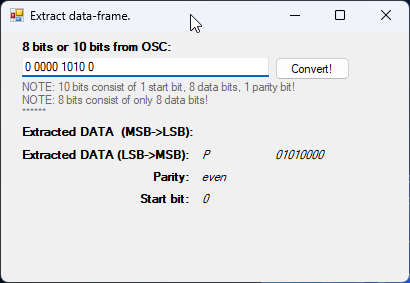 Extract data-frame.
8 bits or 10 bits from OSC:
0 0000 1010 0
Convert!
NOTE: 10 bits consist of 1 start bit, 8 data bits, 1 parity bit!
NOTE: 8 bits consist of only 8 data bits!
******
Extracted DATA (MSB->LSB):
Extracted DATA (LSB->MSB): P 01010000
Parity: even
Start bit: 0